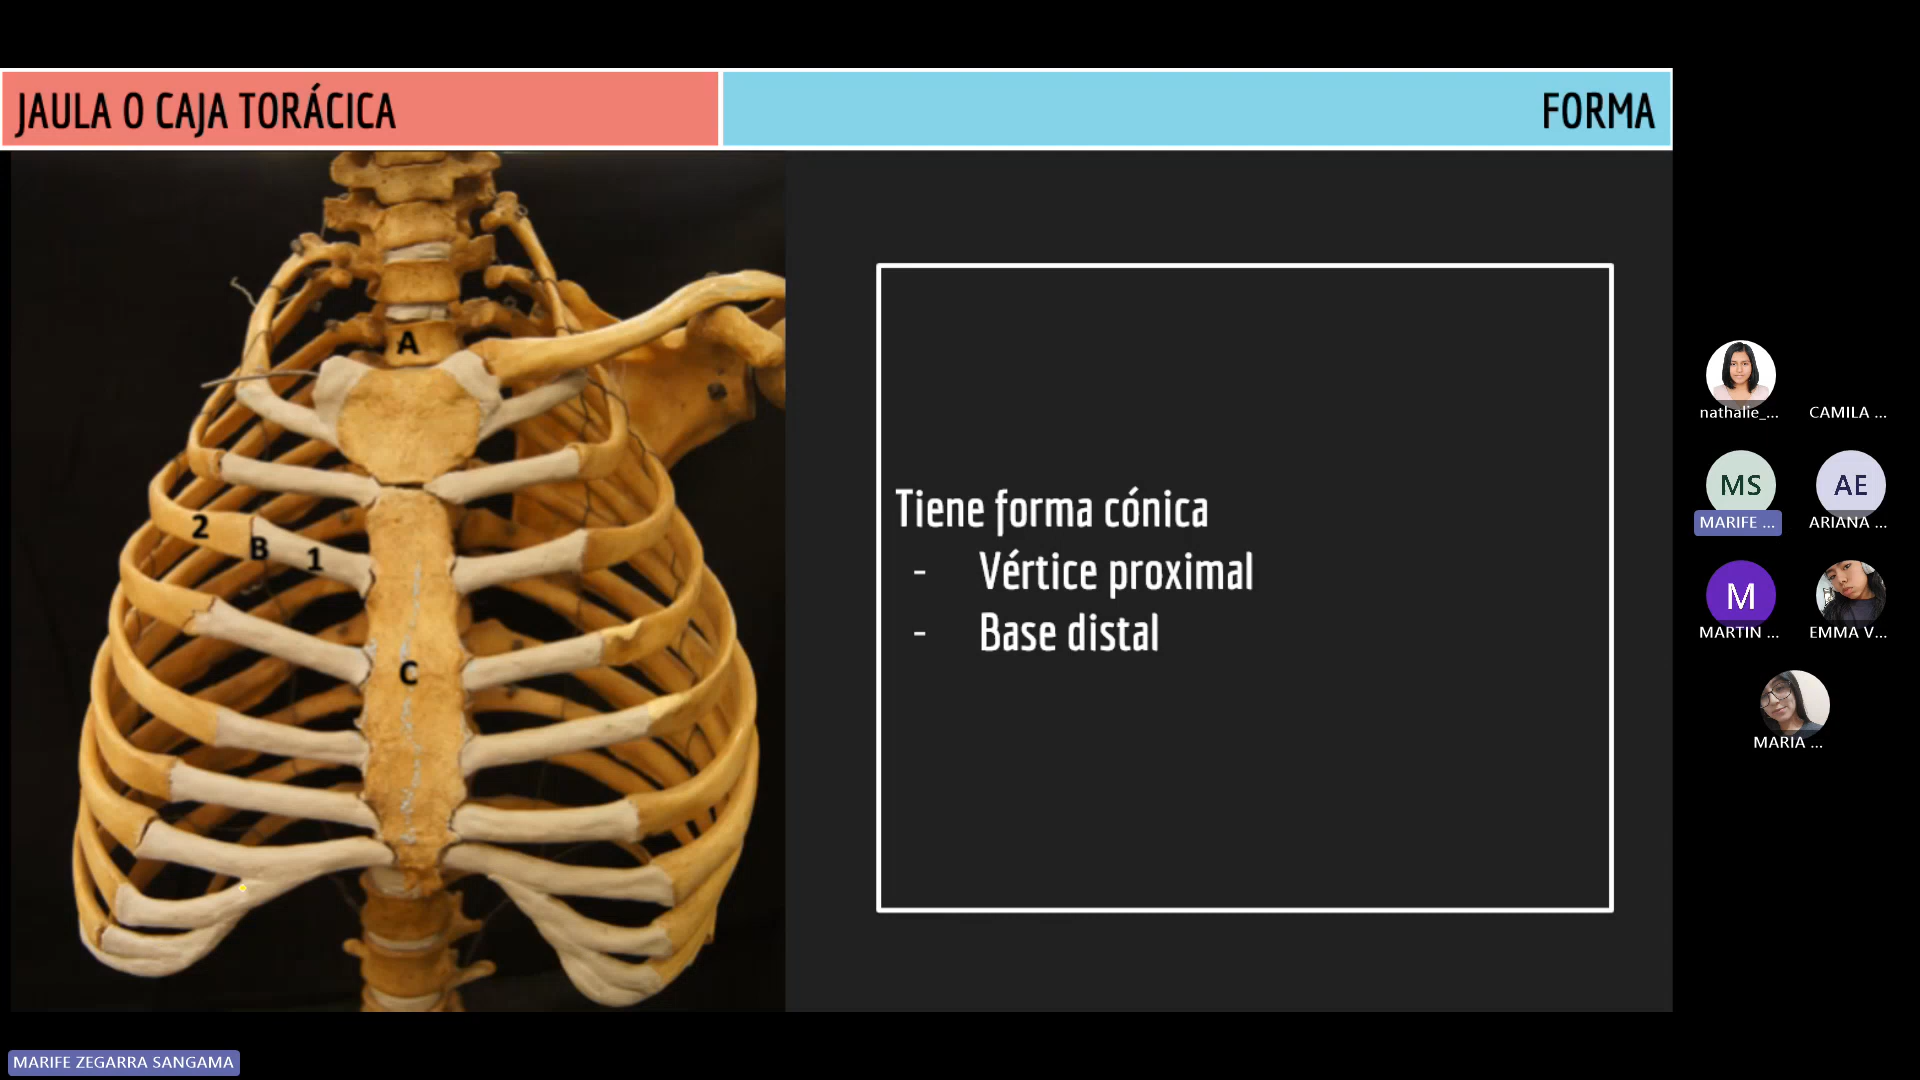 JAULA O CAJA TORÁCICA
FORMA
A
2
B
1
C
Tiene forma cónica
- Vértice proximal
- Base distal
nathalie_...
CAMILA ...
MS
MARIFE ...
AE
ARIANA ...
M
MARTIN ...
EMMA V...
MARIA ...
MARIFE ZEGARRA SANGAMA